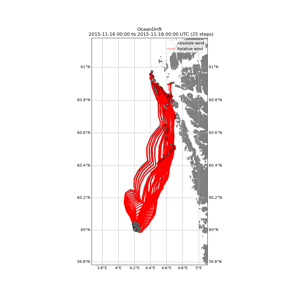 OceanDrift
2015-11-16 00:00 to 2015-11-18 00:00 UTC (25 steps)
Absolute wind
Relative wind
61°N 61°N
60.8°N 60.8°N
60.6°N 60.6°N
60.4°N 60.4°N
60.2°N 60.2°N
60°N 60°N
59.8°N 59.8°N
3.8°E 4°E 4.2°E 4.4°E 4.6°E 4.8°E 5°E